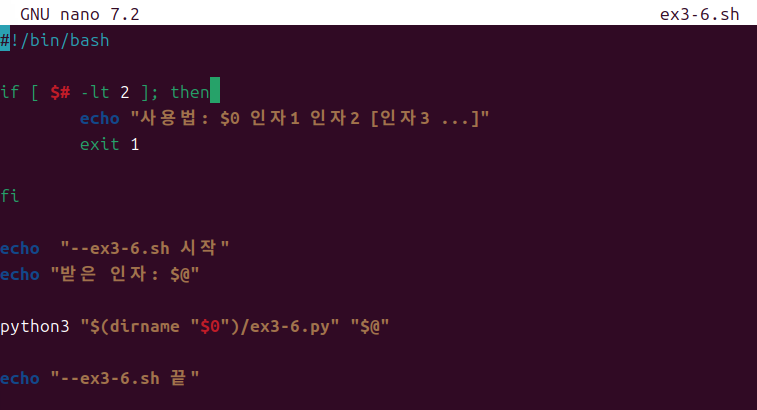 GNU nano 7.2 ex3-6.sh
#!/bin/bash
if [ $# -lt 2 ]; then
echo "사용법: $0 인자1 인자2 [인자3 ...]"
exit 1
fi
echo  "--ex3-6.sh 시작"
echo "받은 인자: $@"
python3 "$(dirname "$0")/ex3-6.py" "$@"
echo "--ex3-6.sh 끝"